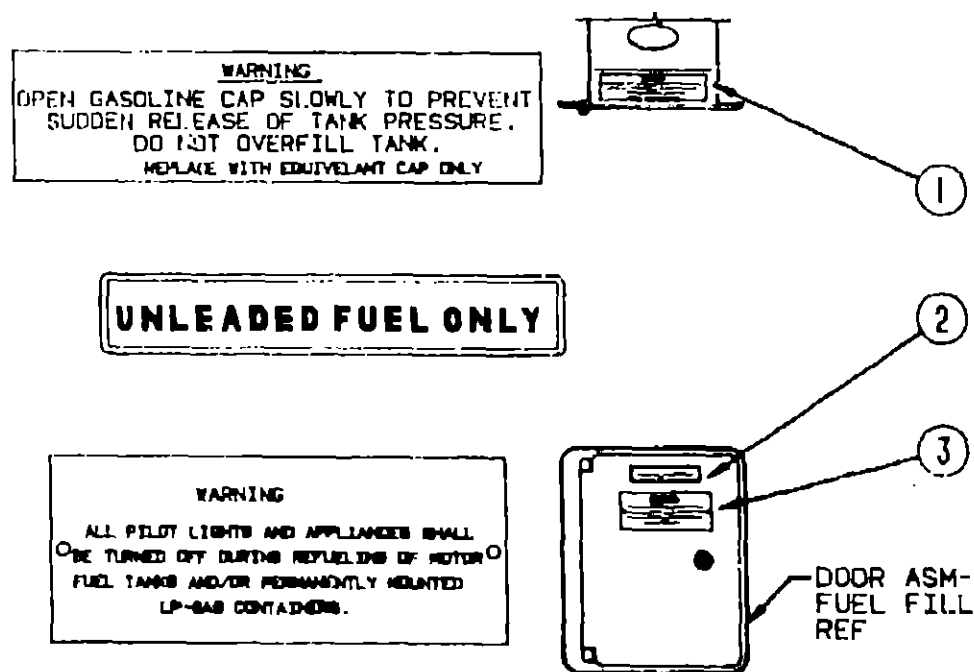 WARNING
OPEN GASOLINE CAP SLOWLY TO PREVENT
SUDDEN RELEASE OF TANK PRESSURE.
DO NOT OVERFILL TANK.
REPLACE WITH EQUIVELANT CAP ONLY
1
UNLEADED FUEL ONLY
2
3
WARNING
ALL PILOT LIGHTS AND APPLIANCES SHALL
BE TURNED OFF DURING REFUELING OF MOTOR
FUEL TANKS AND/OR PERMANENTLY MOUNTED
LP-GAS CONTAINERS.
DOOR ASM-
FUEL FILL
REF